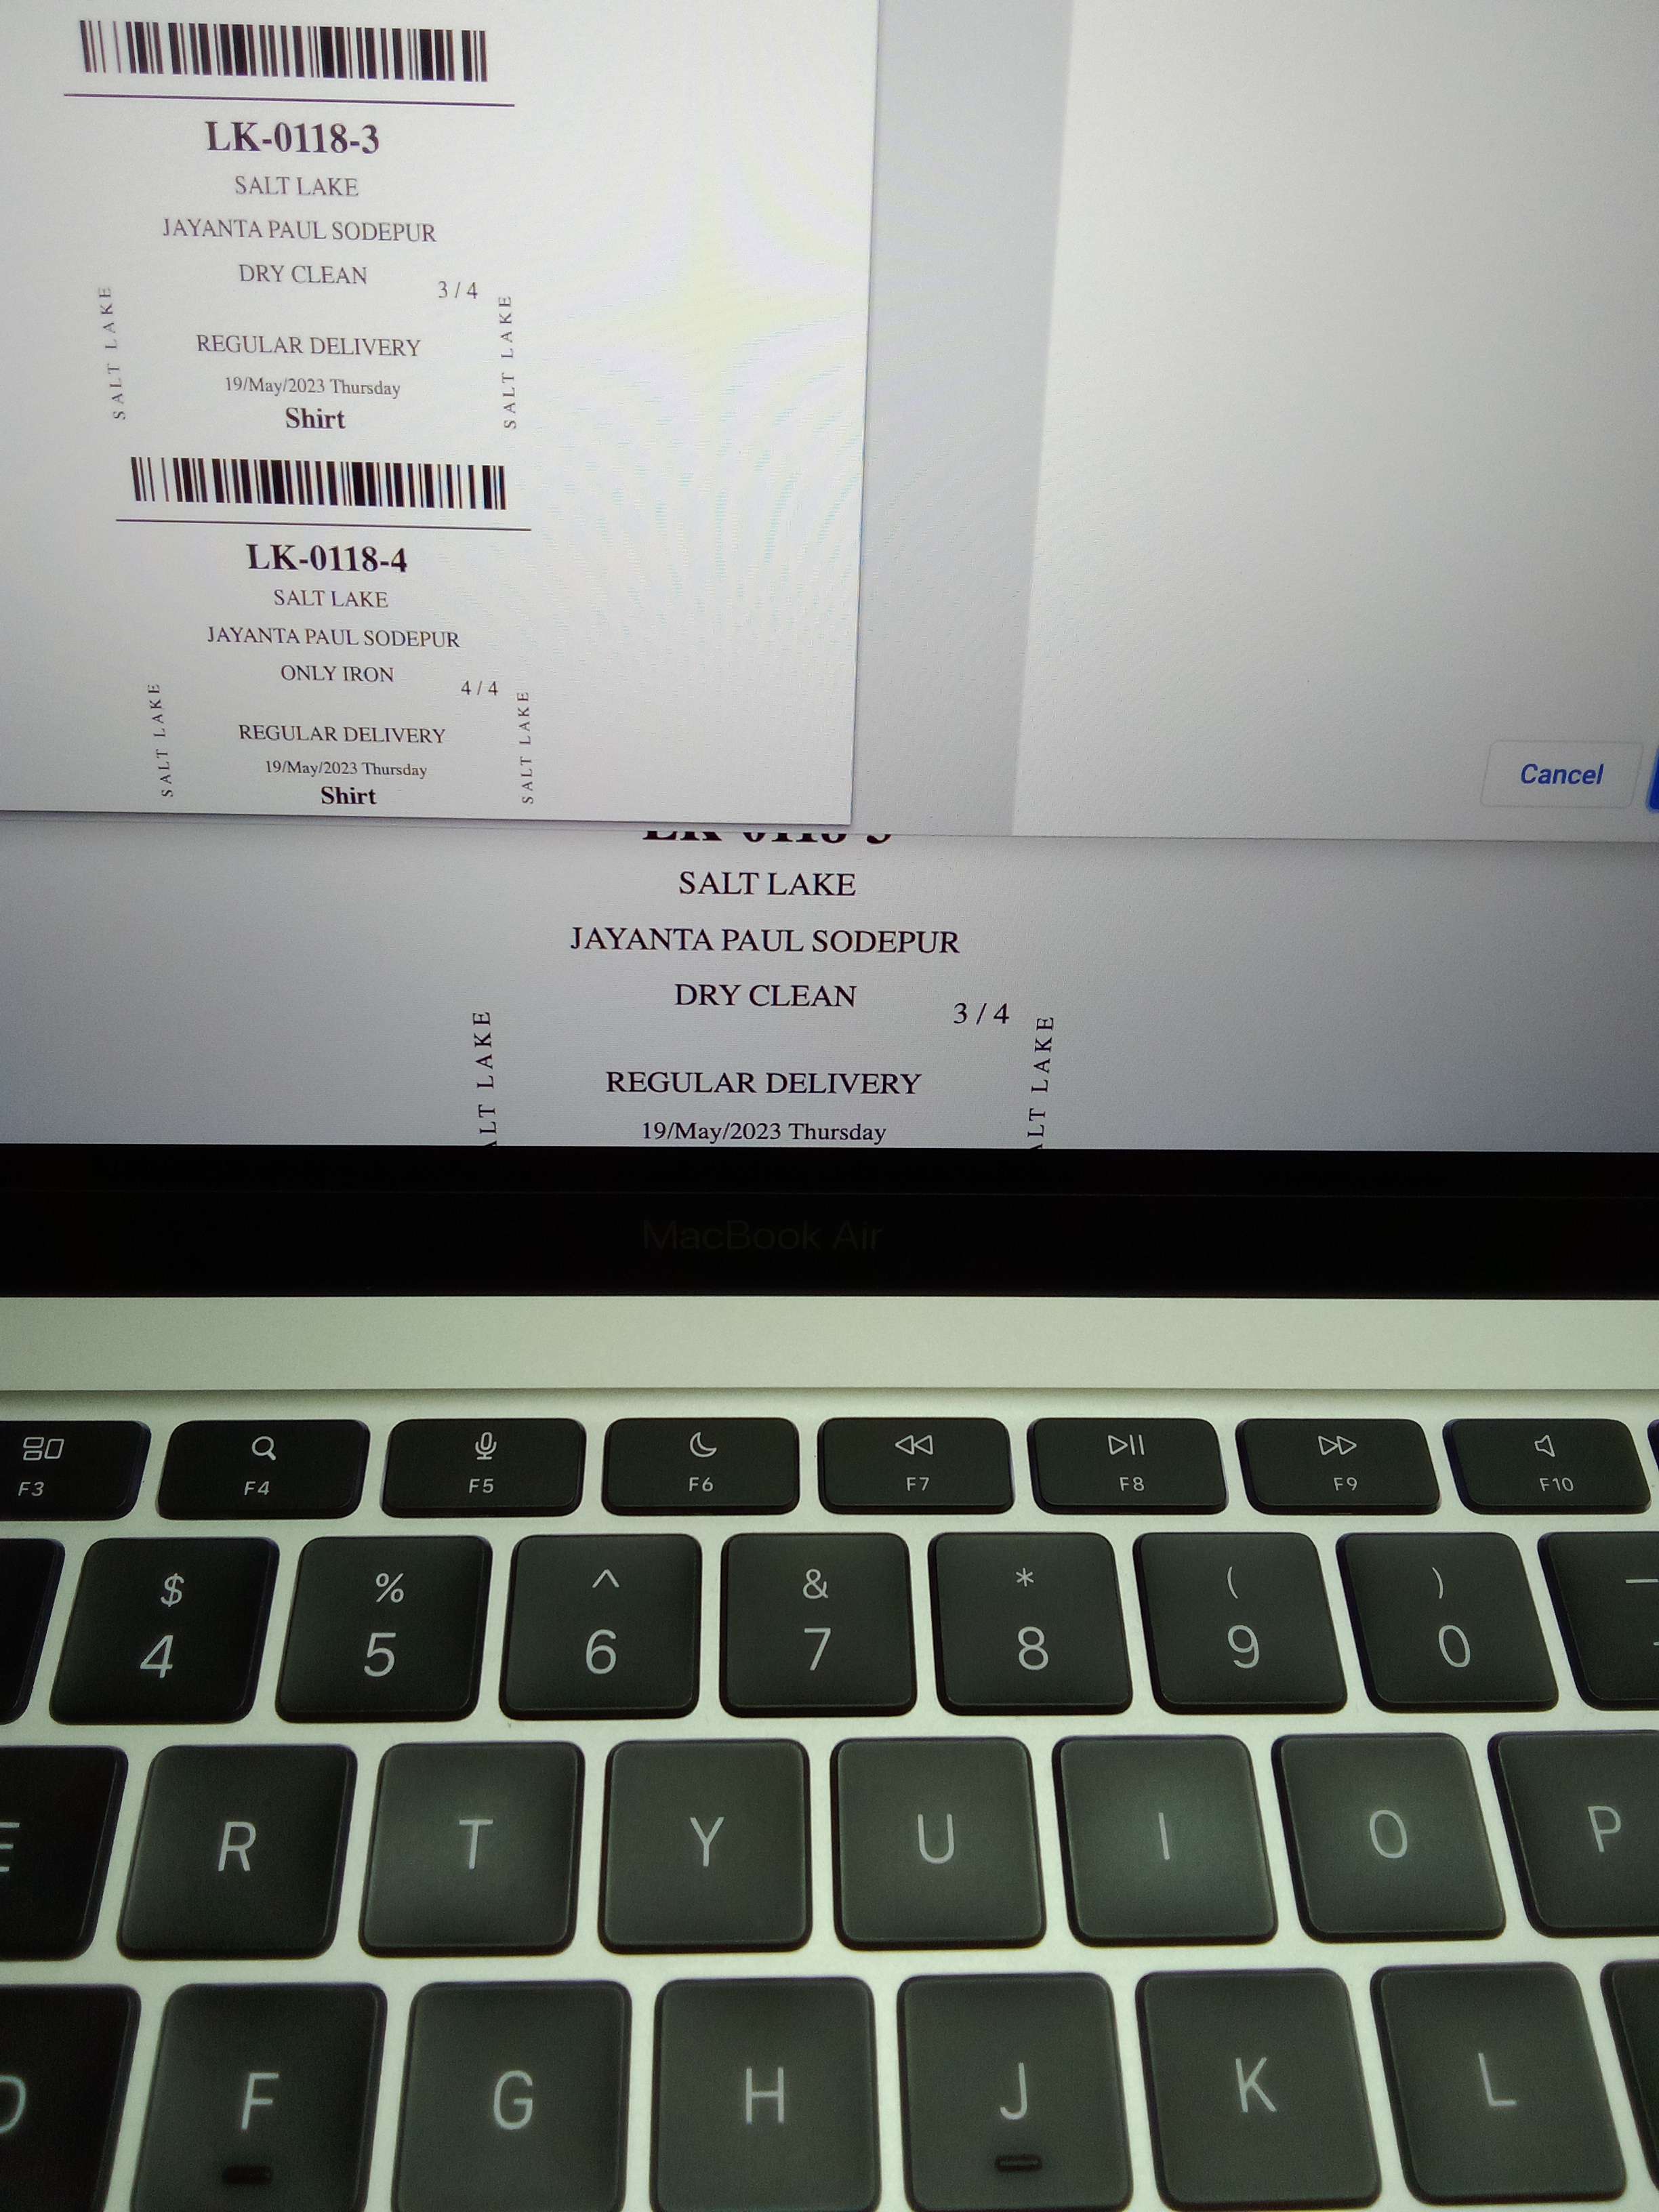 LK-0118-3
SALT LAKE
JAYANTA PAUL SODEPUR
DRY CLEAN
3 / 4
SALT LAKE
SALT LAKE
REGULAR DELIVERY
19/May/2023 Thursday
Shirt
LK-0118-4
SALT LAKE
JAYANTA PAUL SODEPUR
ONLY IRON
4 / 4
SALT LAKE
SALT LAKE
REGULAR DELIVERY
19/May/2023 Thursday
Shirt
Cancel
SALT LAKE
JAYANTA PAUL SODEPUR
DRY CLEAN
3 / 4
ALT LAKE
ALT LAKE
REGULAR DELIVERY
19/May/2023 Thursday
MacBook Air
F3 F4 F5 F6 F7 F8 F9 F10
$ % ^ & * ( )
4 5 6 7 8 9 0
E R T Y U I O P
D F G H J K L